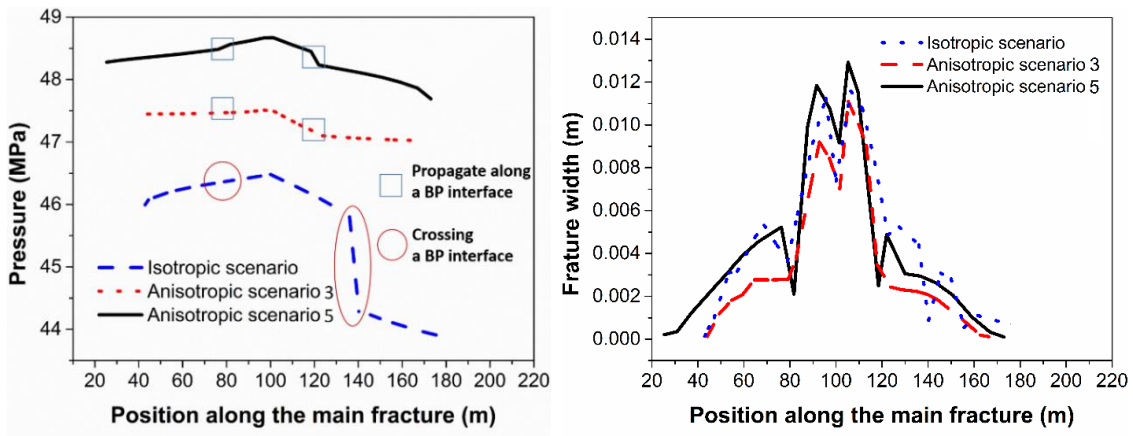 49
48
47
46
45
44
Pressure (MPa)
Propagate along
a BP interface
Crossing
a BP interface
Isotropic scenario
Anisotropic scenario 3
Anisotropic scenario 5
20 40 60 80 100 120 140 160 180 200 220
Position along the main fracture (m)
0.014
0.012
0.010
0.008
0.006
0.004
0.002
0.000
Frature width (m)
Isotropic scenario
Anisotropic scenario 3
Anisotropic scenario 5
20 40 60 80 100 120 140 160 180 200 220
Position along the main fracture (m)